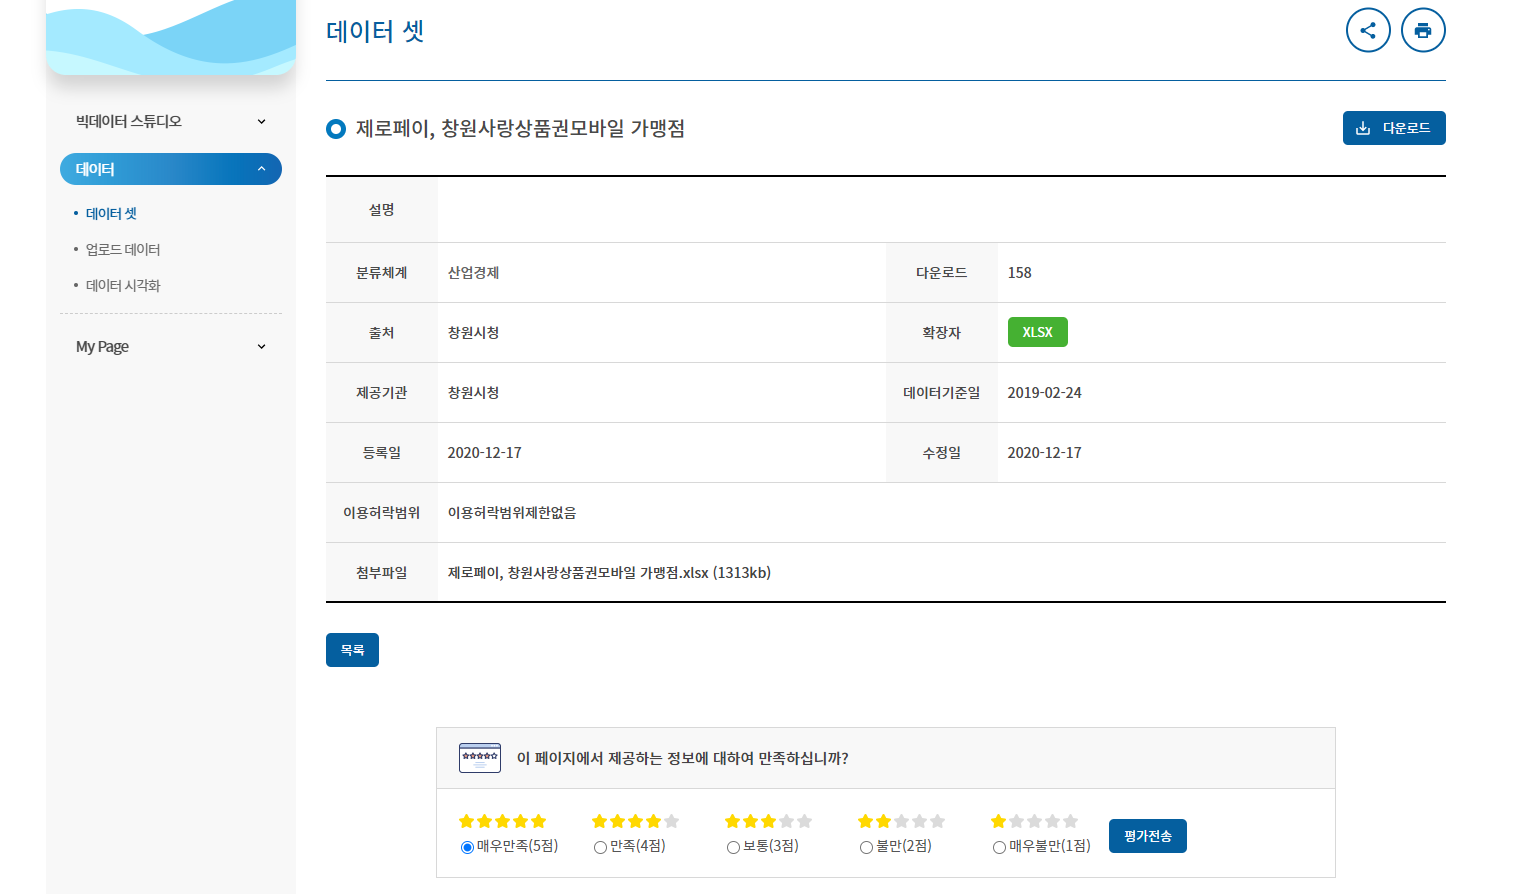 데이터 셋
빅데이터 스튜디오
데이터
데이터 셋
업로드 데이터
데이터 시각화
My Page
제로페이, 창원사랑상품권모바일 가맹점
다운로드
설명
분류체계 산업경제 다운로드 158
출처 창원시청 확장자 XLSX
제공기관 창원시청 데이터기준일 2019-02-24
등록일 2020-12-17 수정일 2020-12-17
이용허락범위 이용허락범위제한없음
첨부파일 제로페이, 창원사랑상품권모바일 가맹점.xlsx (1313kb)
목록
이 페이지에서 제공하는 정보에 대하여 만족하십니까?
매우만족(5점) 만족(4점) 보통(3점) 불만(2점) 매우불만(1점) 평가전송